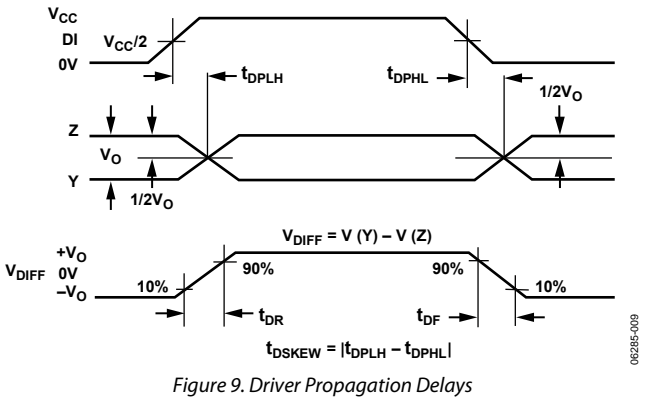 V_CC
DI V_CC/2
0V
t_DPLH
t_DPHL
1/2V_O
Z
V_O
Y
1/2V_O
V_DIFF = V (Y) – V (Z)
+V_O
V_DIFF 0V
–V_O
10%
90%
90%
10%
t_DR
t_DF
t_DSKEW = |t_DPLH – t_DPHL|
06285-009
Figure 9. Driver Propagation Delays